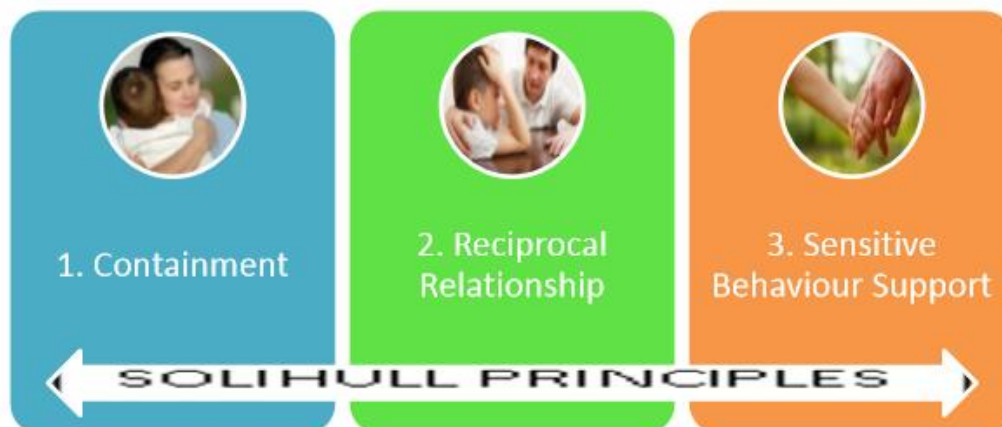 1. Containment
2. Reciprocal
Relationship
3. Sensitive
Behaviour Support
SOLIHULL PRINCIPLES